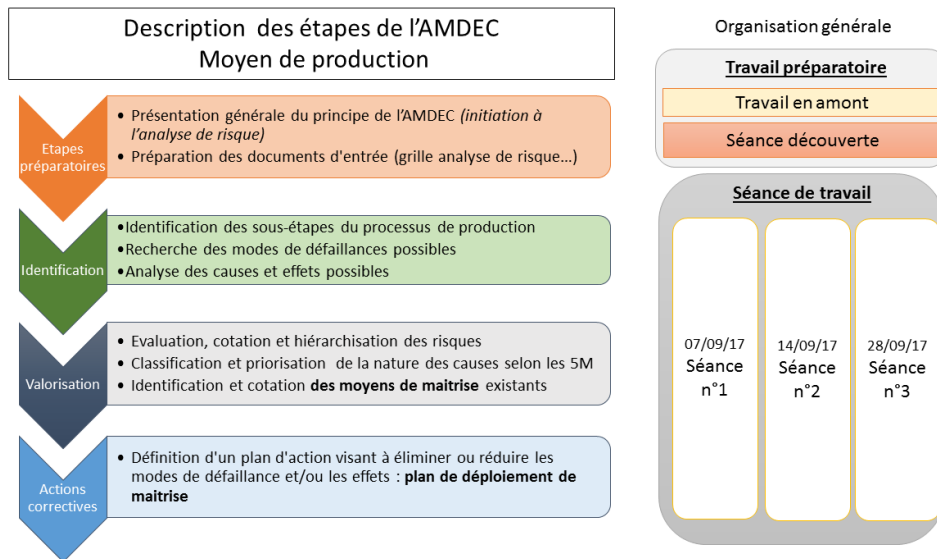 Description des étapes de l'AMDEC
Moyen de production
Etapes
préparatoires
• Présentation générale du principe de l'AMDEC (initiation à
l'analyse de risque)
• Préparation des documents d'entrée (grille analyse de risque...)
Identification
•Identification des sous-étapes du processus de production
•Recherche des modes de défaillances possibles
•Analyse des causes et effets possibles
Valorisation
• Evaluation, cotation et hiérarchisation des risques
• Classification et priorisation de la nature des causes selon les 5M
• Identification et cotation des moyens de maitrise existants
Actions
correctives
• Définition d'un plan d'action visant à éliminer ou réduire les
modes de défaillance et/ou les effets : plan de déploiement de
maitrise
Organisation générale
Travail préparatoire
Travail en amont
Séance découverte
Séance de travail
07/09/17
Séance
n°1
14/09/17
Séance
n°2
28/09/17
Séance
n°3